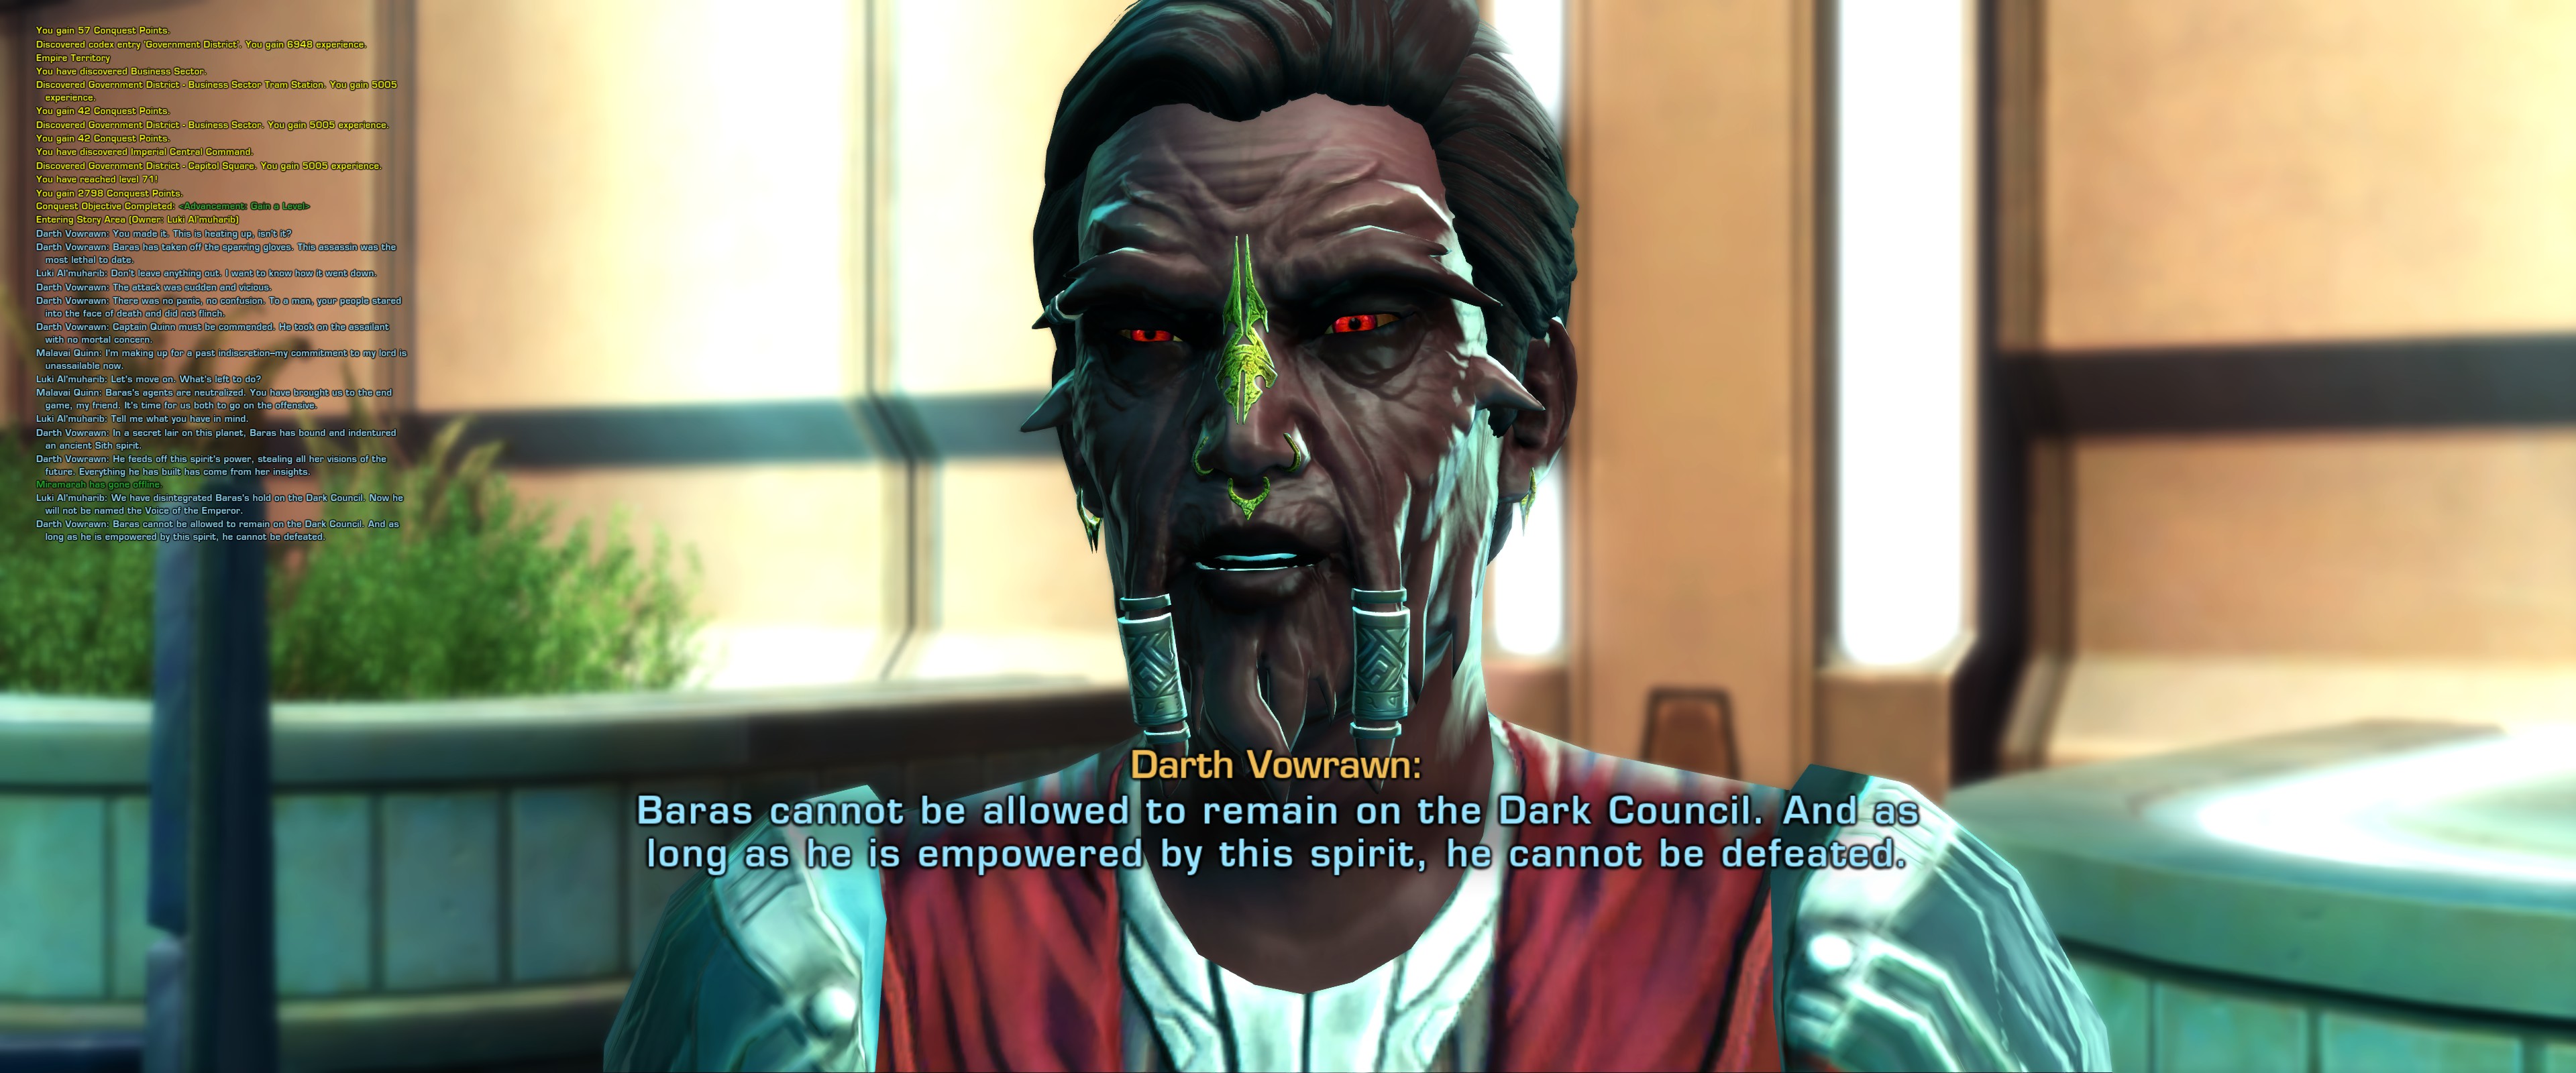 You gain 57 Conquest Points.
Discovered codex entry 'Government District'. You gain 6948 experience.
Empire Territory
You have discovered Business Sector.
Discovered Government District - Business Sector Tram Station. You gain 5005
experience.
You gain 42 Conquest Points.
Discovered Government District - Business Sector. You gain 5005 experience.
You gain 42 Conquest Points.
You have discovered Imperial Central Command.
Discovered Government District - Capitol Square. You gain 5005 experience.
You have reached level 71!
You gain 2798 Conquest Points.
Conquest Objective Completed: <Advancement: Gain a Level>
Entering Story Area (Owner: Luki Al'muharib)
Darth Vowrawn: You made it. This is heating up, isn't it?
Darth Vowrawn: Baras has taken off the sparring gloves. This assassin was the
most lethal to date.
Luki Al'muharib: Don't leave anything out. I want to know how it went down.
Darth Vowrawn: The attack was sudden and vicious.
Darth Vowrawn: There was no panic, no confusion. To a man, your people stared
into the face of death and did not flinch.
Darth Vowrawn: Captain Quinn must be commended. He took on the assailant
with no mortal concern.
Malavai Quinn: I'm making up for a past indiscretion—my commitment to my lord is
unassailable now.
Luki Al'muharib: Let's move on. What's left to do?
Malavai Quinn: Baras's agents are neutralized. You have brought us to the end
game, my friend. It's time for us both to go on the offensive.
Luki Al'muharib: Tell me what you have in mind.
Darth Vowrawn: In a secret lair on this planet, Baras has bound and indentured
an ancient Sith spirit.
Darth Vowrawn: He feeds off this spirit's power, stealing all her visions of the
future. Everything he has built has come from her insights.
Miramarah has gone offline.
Luki Al'muharib: We have disintegrated Baras's hold on the Dark Council. Now he
will not be named the Voice of the Emperor.
Darth Vowrawn: Baras cannot be allowed to remain on the Dark Council. And as
long as he is empowered by this spirit, he cannot be defeated.
Darth Vowrawn:
Baras cannot be allowed to remain on the Dark Council. And as
long as he is empowered by this spirit, he cannot be defeated.